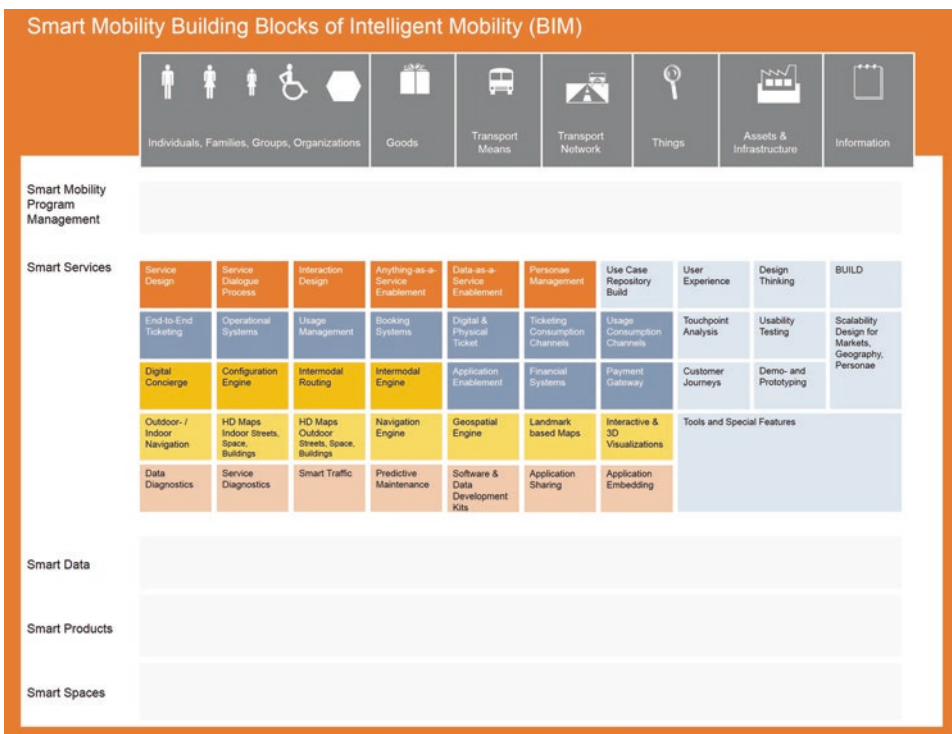 Smart Mobility Building Blocks of Intelligent Mobility (BIM)
Individuals, Families, Groups, Organizations
Goods
Transport
Means
Transport
Network
Things
Assets &
Infrastructure
Information
Smart Mobility
Program
Management
Smart Services
Service
Design
Service
Dialogue
Process
Interaction
Design
Anything-as-a-
Service
Enablement
Data-as-a-
Service
Enablement
Personae
Management
Use Case
Repository
Build
User
Experience
Design
Thinking
BUILD
End-to-End
Ticketing
Operational
Systems
Usage
Management
Booking
Systems
Digital &
Physical
Ticket
Ticketing
Consumption
Channels
Usage
Consumption
Channels
Touchpoint
Analysis
Usability
Testing
Scalability
Design for
Markets,
Geography,
Personae
Digital
Concierge
Configuration
Engine
Intermodal
Routing
Intermodal
Engine
Application
Enablement
Financial
Systems
Payment
Gateway
Customer
Journeys
Demo- and
Prototyping
Outdoor- /
Indoor
Navigation
HD Maps
Indoor Streets,
Space,
Buildings
HD Maps
Outdoor
Streets, Space,
Buildings
Navigation
Engine
Geospatial
Engine
Landmark
based Maps
Interactive &
3D
Visualizations
Tools and Special Features
Data
Diagnostics
Service
Diagnostics
Smart Traffic
Predictive
Maintenance
Software &
Data
Development
Kits
Application
Sharing
Application
Embedding
Smart Data
Smart Products
Smart Spaces